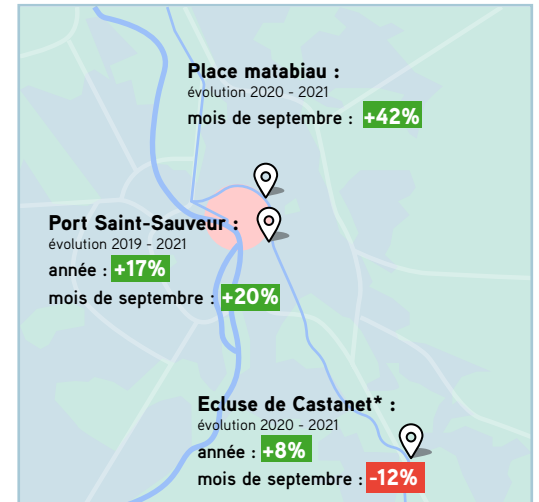 Place matabiau :
évolution 2020 - 2021
mois de septembre : +42%
Port Saint-Sauveur :
évolution 2019 - 2021
année : +17%
mois de septembre : +20%
Ecluse de Castanet* :
évolution 2020 - 2021
année : +8%
mois de septembre : -12%